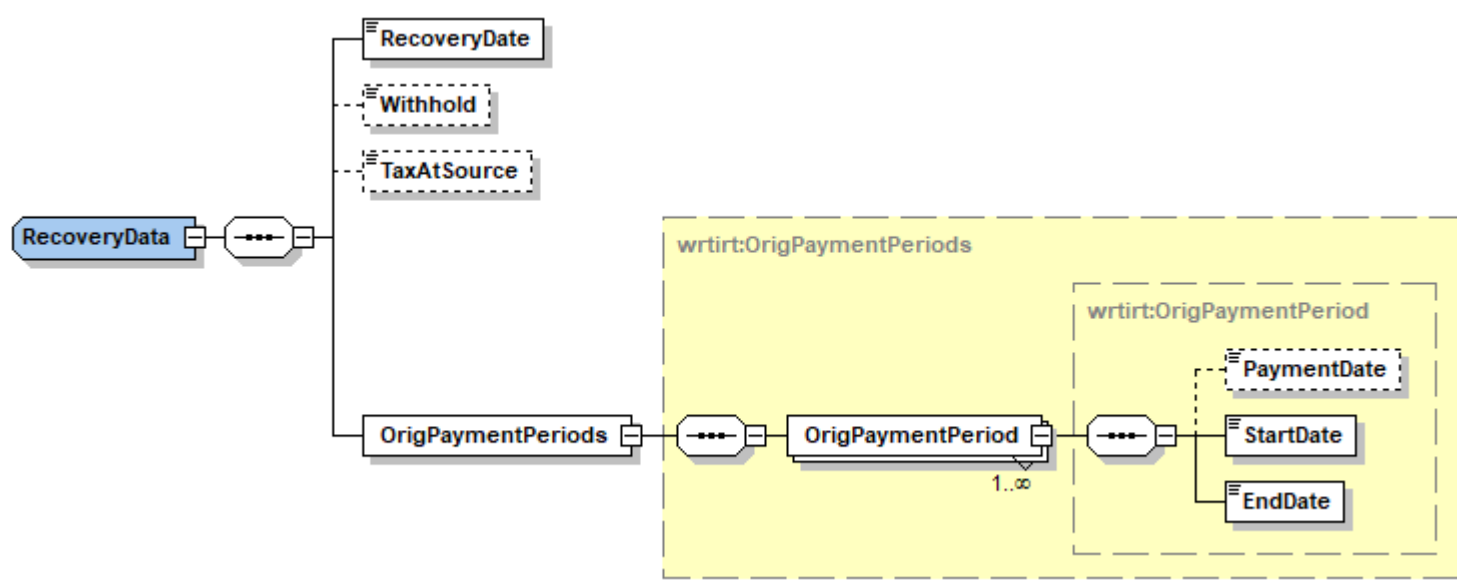 RecoveryDate
Withhold
TaxAtSource
RecoveryData
wrtirt:OrigPaymentPeriods
wrtirt:OrigPaymentPeriod
PaymentDate
OrigPaymentPeriods
OrigPaymentPeriod
StartDate
1..∞
EndDate